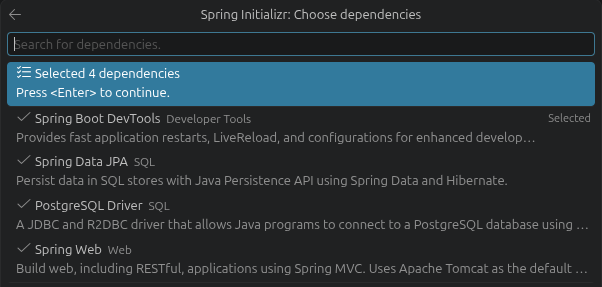 Spring Initializr: Choose dependencies
Search for dependencies.
Selected 4 dependencies
Press <Enter> to continue.
Spring Boot DevTools Developer Tools Selected
Provides fast application restarts, LiveReload, and configurations for enhanced develop...
Spring Data JPA SQL
Persist data in SQL stores with Java Persistence API using Spring Data and Hibernate.
PostgreSQL Driver SQL
A JDBC and R2DBC driver that allows Java programs to connect to a PostgreSQL database using ...
Spring Web Web
Build web, including RESTful, applications using Spring MVC. Uses Apache Tomcat as the default ...